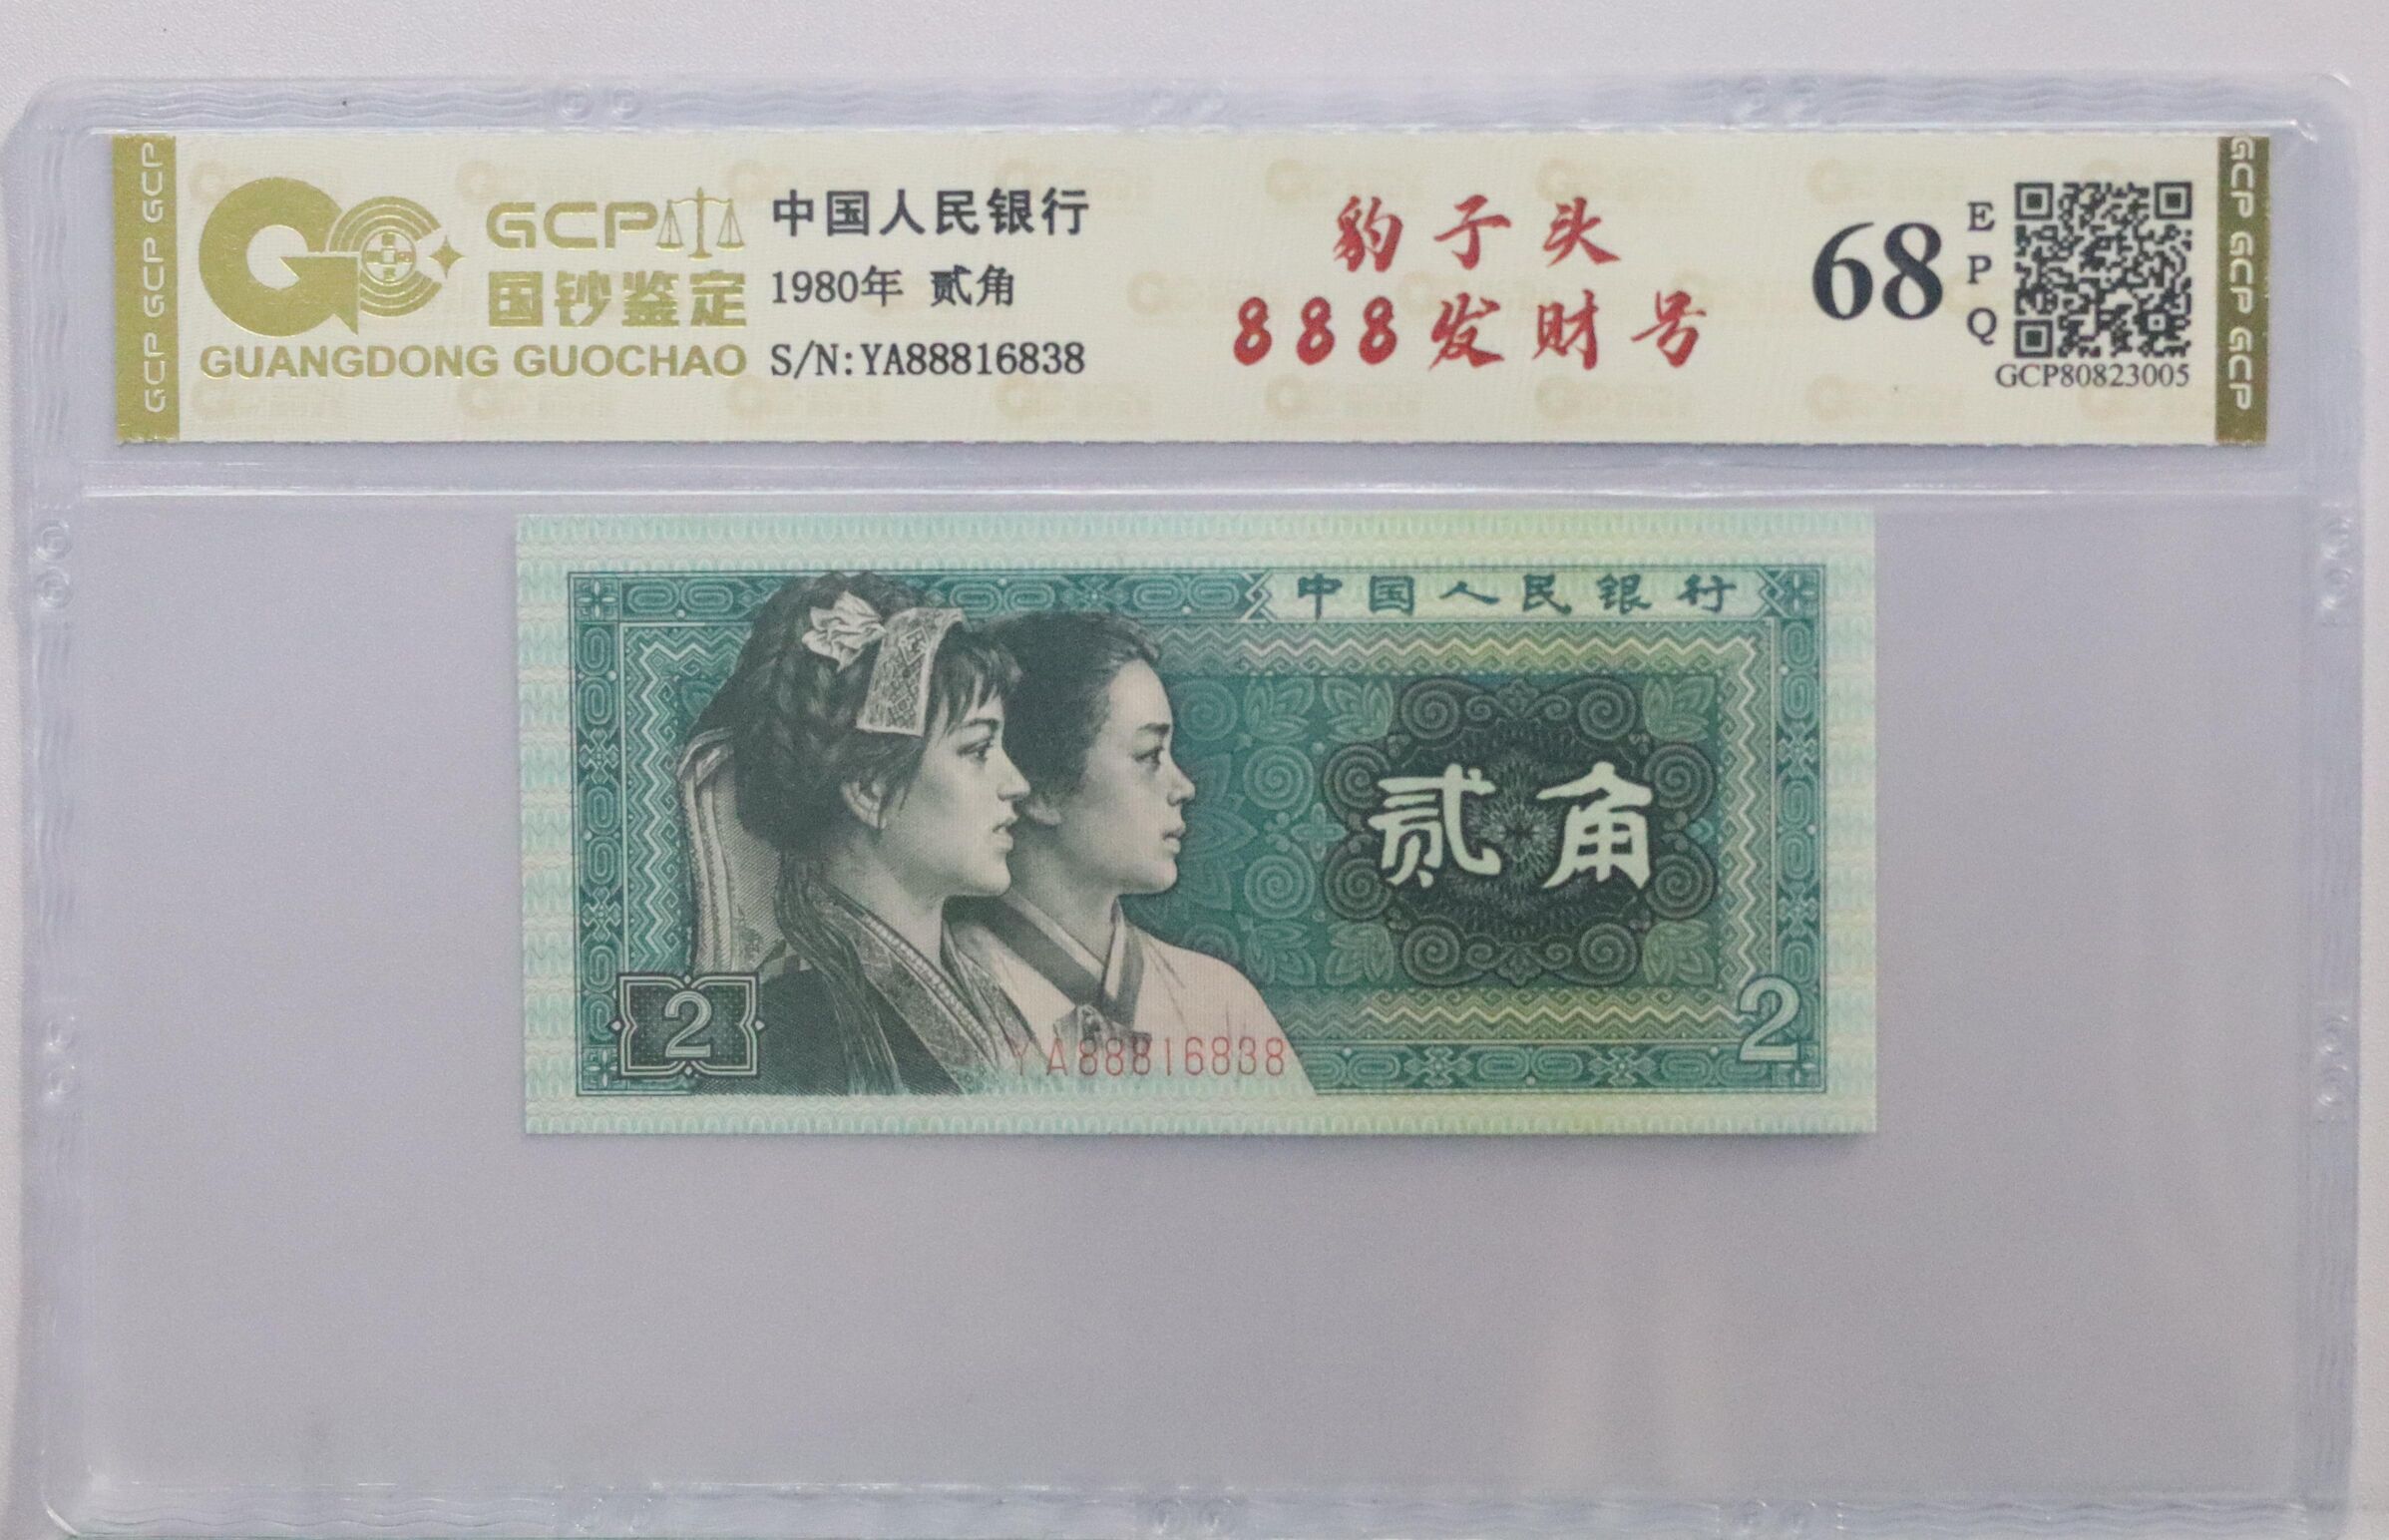 GCP GCP GCP
GCP
国钞鉴定
GUANGDONG GUOCHAO
中国人民银行
1980年 贰角
S/N:YA88816838
豹子头
888发财号
68
EPQ
GCP80823005
GCP GCP GCP
中国人民银行
贰角
2
2
YA88816838